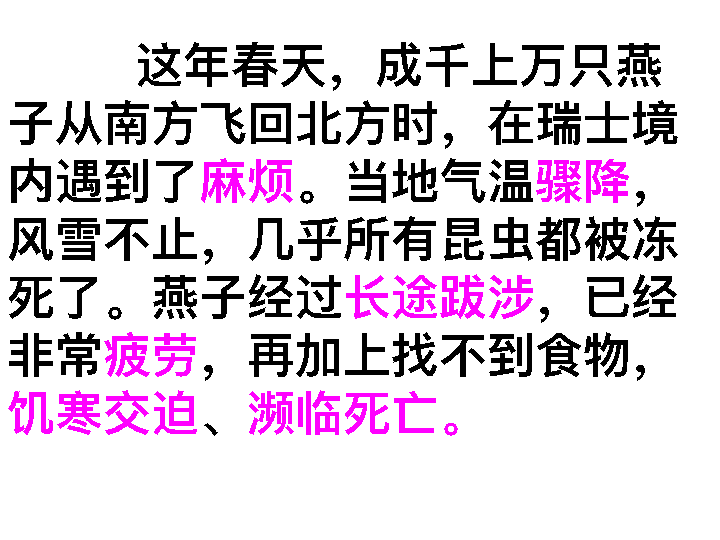 这年春天，成千上万只燕
子从南方飞回北方时，在瑞士境
内遇到了麻烦。当地气温骤降，
风雪不止，几乎所有昆虫都被冻
死了。燕子经过长途跋涉，已经
非常疲劳，再加上找不到食物，
饥寒交迫、濒临死亡。